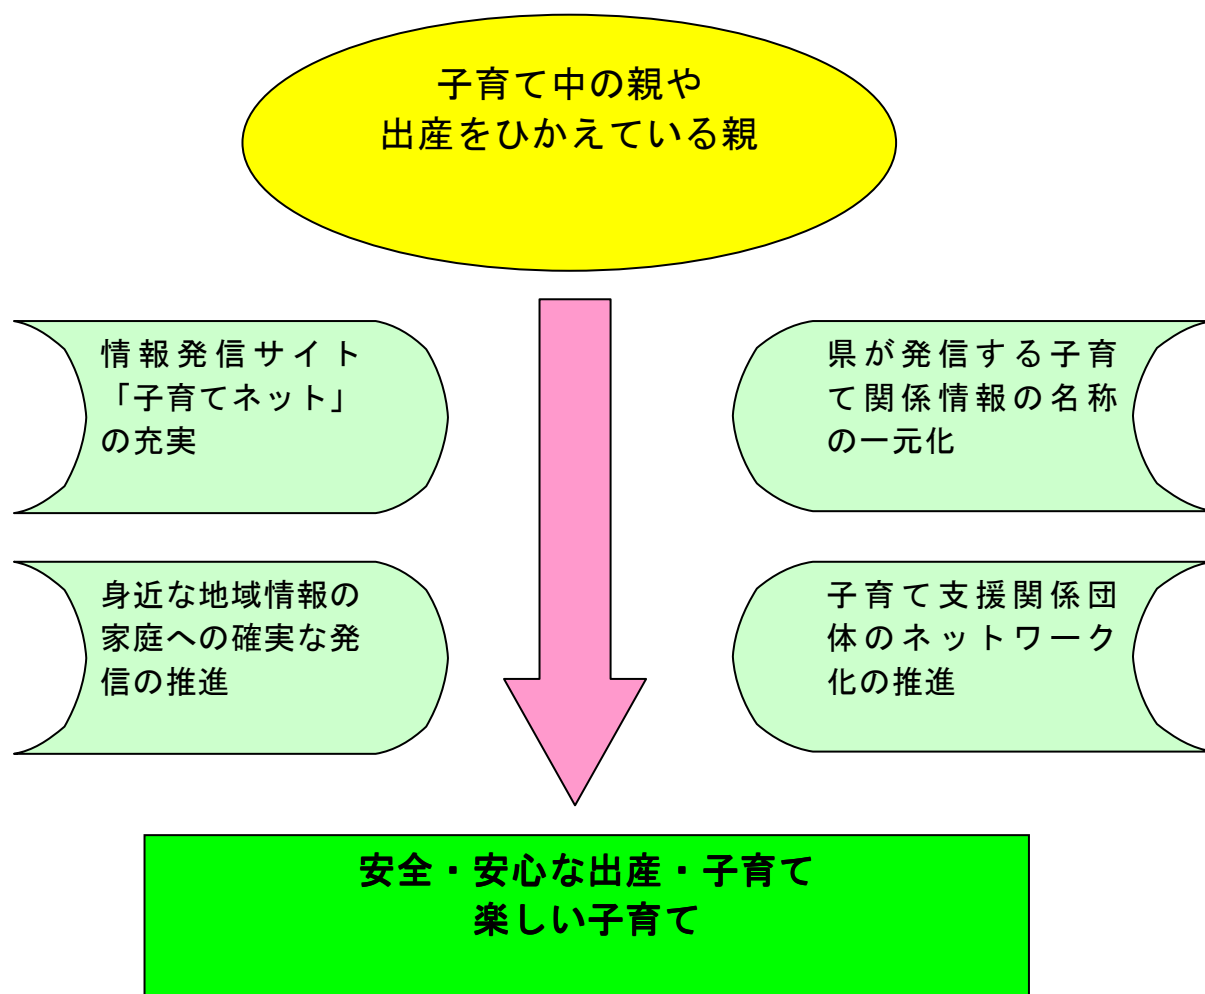 子育て中の親や
出産をひかえている親
情報発信サイト
「子育てネット」
の充実
県が発信する子育
て関係情報の名称
の一元化
身近な地域情報の
家庭への確実な発
信の推進
子育て支援関係団
体のネットワーク
化の推進
安全・安心な出産・子育て
楽しい子育て